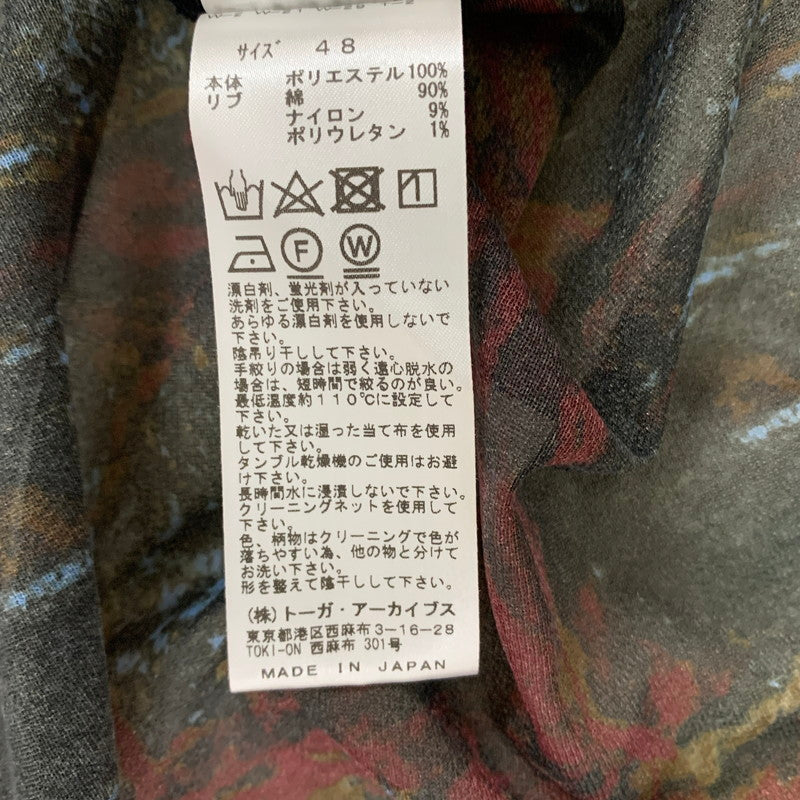 サイズ 48
本体 ポリエステル100%
リブ 綿 90%
ナイロン 9%
ポリウレタン 1%
F W
漂白剤、蛍光剤が入っていない
洗剤をご使用下さい。
あらゆる漂白剤を使用しないで
下さい。
陰吊り干しして下さい。
手絞りの場合は弱く遠心脱水の
場合は、短時間で絞るのが良い。
最低温度約110℃に設定して
下さい。
乾いた又は湿った当て布を使用
して下さい。
タンブル乾燥機のご使用はお避
け下さい。
長時間水に浸漬しないで下さい。
クリーニングネットを使用して
下さい。
色、柄物はクリーニングで色が
落ちやすい為、他の物と分けて
お洗い下さい。
形を整えて陰干しして下さい。
(株)トーガ・アーカイブス
東京都港区西麻布3-16-28
TOKI-ON 西麻布 301号
MADE IN JAPAN